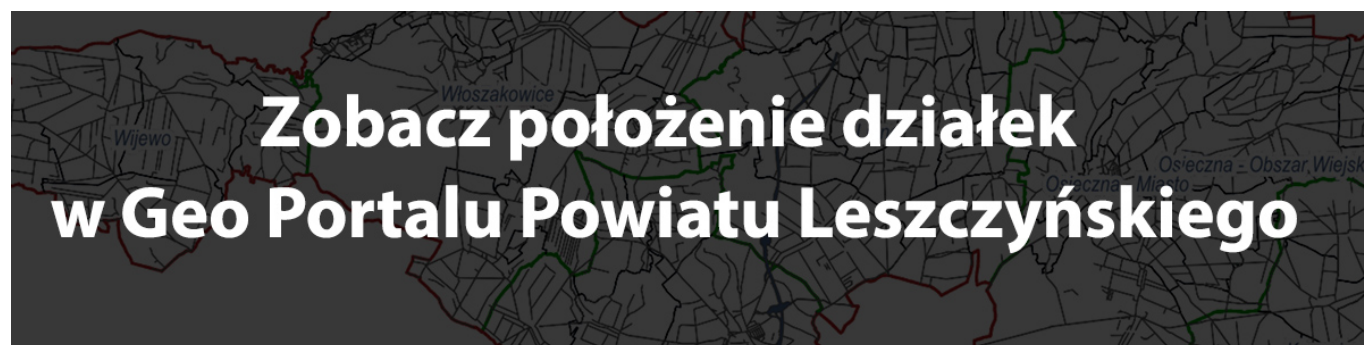 Włoszakowice
Wijewo
Zobacz położenie działek
Osieczna - Obszar Wiejsk
Osieczna - Miasto
w Geo Portalu Powiatu Leszczyńskiego